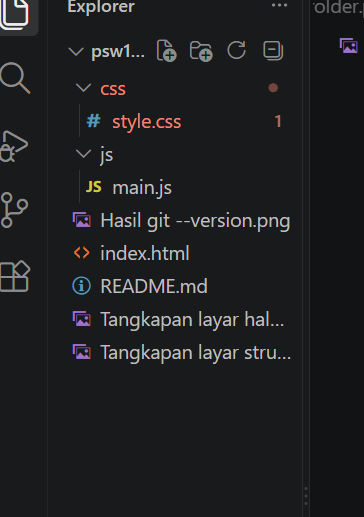 Explorer
older.p
psw1...
css
# style.css 1
js
JS main.js
Hasil git --version.png
index.html
README.md
Tangkapan layar hal...
Tangkapan layar stru...